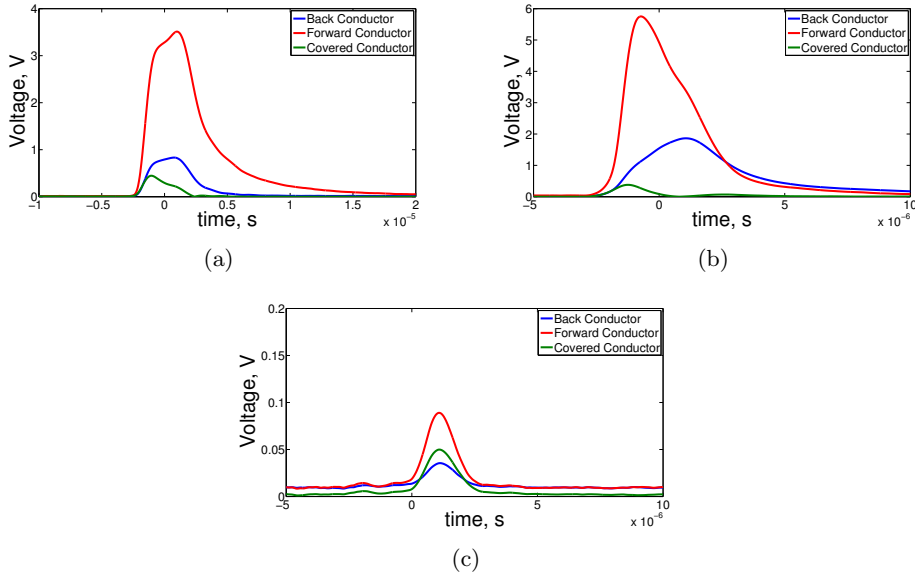 4
3
2
1
0
−1
−0.5
0
0.5
1
1.5
2
x 10⁻⁵
Voltage, V
time, s
Back Conductor
Forward Conductor
Covered Conductor
(a)
6
5
4
3
2
1
0
−5
0
5
10
x 10⁻⁶
Voltage, V
time, s
Back Conductor
Forward Conductor
Covered Conductor
(b)
0.2
0.15
0.1
0.05
0
−5
0
5
10
x 10⁻⁶
Voltage, V
time, s
Back Conductor
Forward Conductor
Covered Conductor
(c)